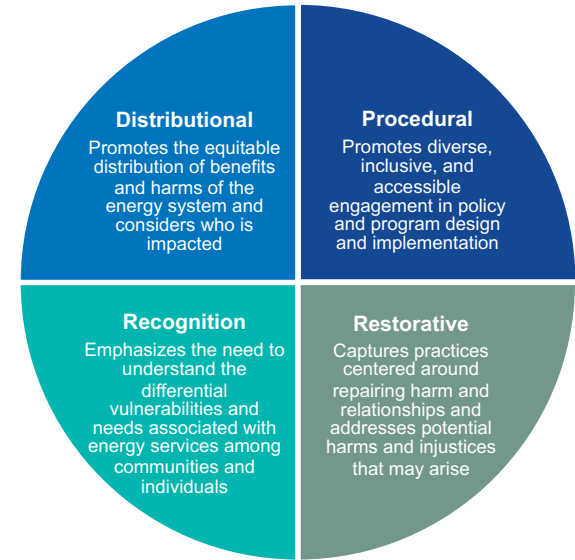 Distributional
Promotes the equitable
distribution of benefits
and harms of the
energy system and
considers who is
impacted
Procedural
Promotes diverse,
inclusive, and
accessible
engagement in policy
and program design
and implementation
Recognition
Emphasizes the need to
understand the
differential
vulnerabilities and
needs associated with
energy services among
communities and
individuals
Restorative
Captures practices
centered around
repairing harm and
relationships and
addresses potential
harms and injustices
that may arise